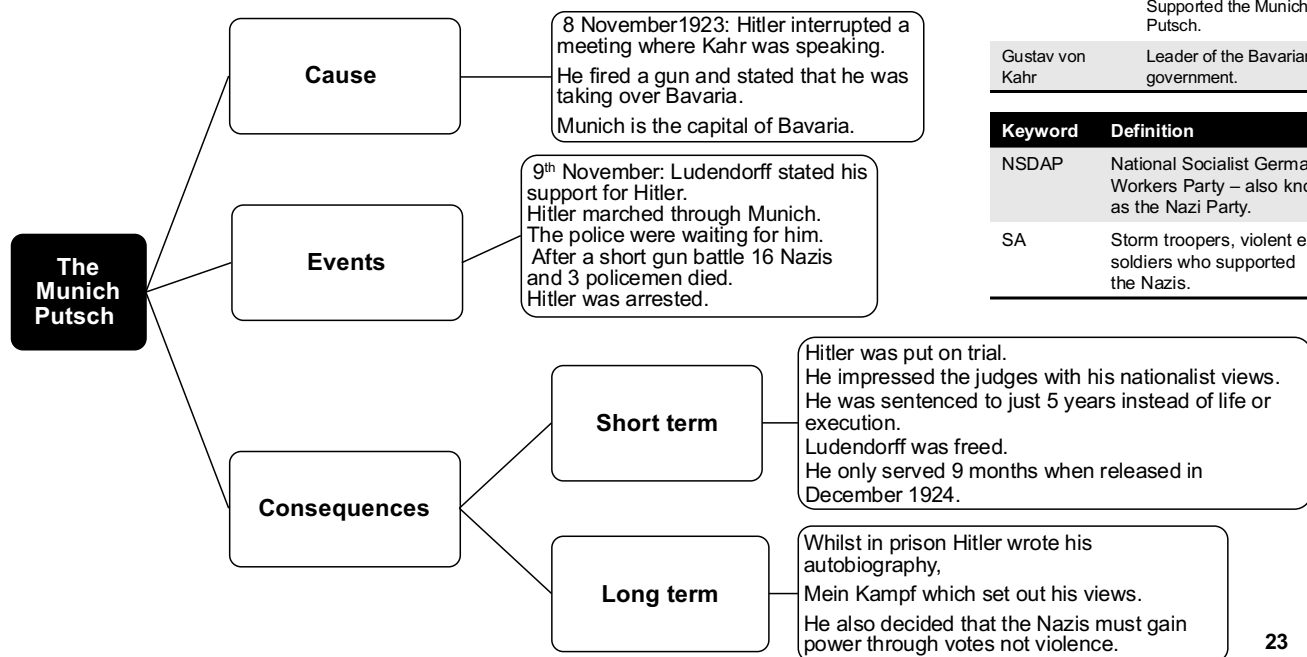 The
Munich
Putsch
Cause
8 November1923: Hitler interrupted a
meeting where Kahr was speaking.
He fired a gun and stated that he was
taking over Bavaria.
Munich is the capital of Bavaria.
Events
9th November: Ludendorff stated his
support for Hitler.
Hitler marched through Munich.
The police were waiting for him.
After a short gun battle 16 Nazis
and 3 policemen died.
Hitler was arrested.
Consequences
Short term
Hitler was put on trial.
He impressed the judges with his nationalist views.
He was sentenced to just 5 years instead of life or
execution.
Ludendorff was freed.
He only served 9 months when released in
December 1924.
Long term
Whilst in prison Hitler wrote his
autobiography,
Mein Kampf which set out his views.
He also decided that the Nazis must gain
power through votes not violence.
Supported the Munich
Putsch.
Gustav von
Kahr
Leader of the Bavarian
government.
Keyword Definition
NSDAP
National Socialist
Workers Party – also
as the Nazi Party.
SA
Storm troopers, violent
soldiers who supported
the Nazis.
23